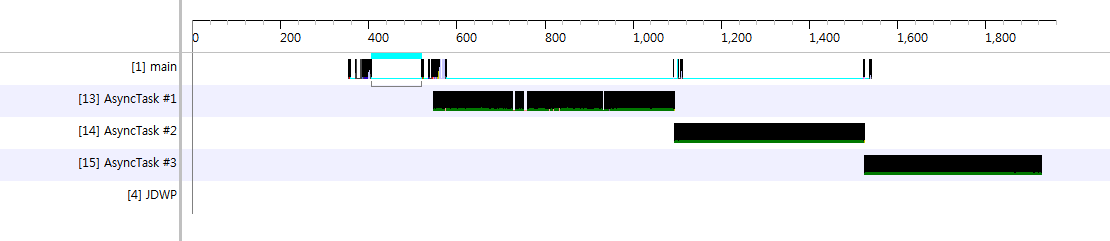 0 200 400 600 800 1,000 1,200 1,400 1,600 1,800
[1] main
[13] AsyncTask #1
[14] AsyncTask #2
[15] AsyncTask #3
[4] JDWP